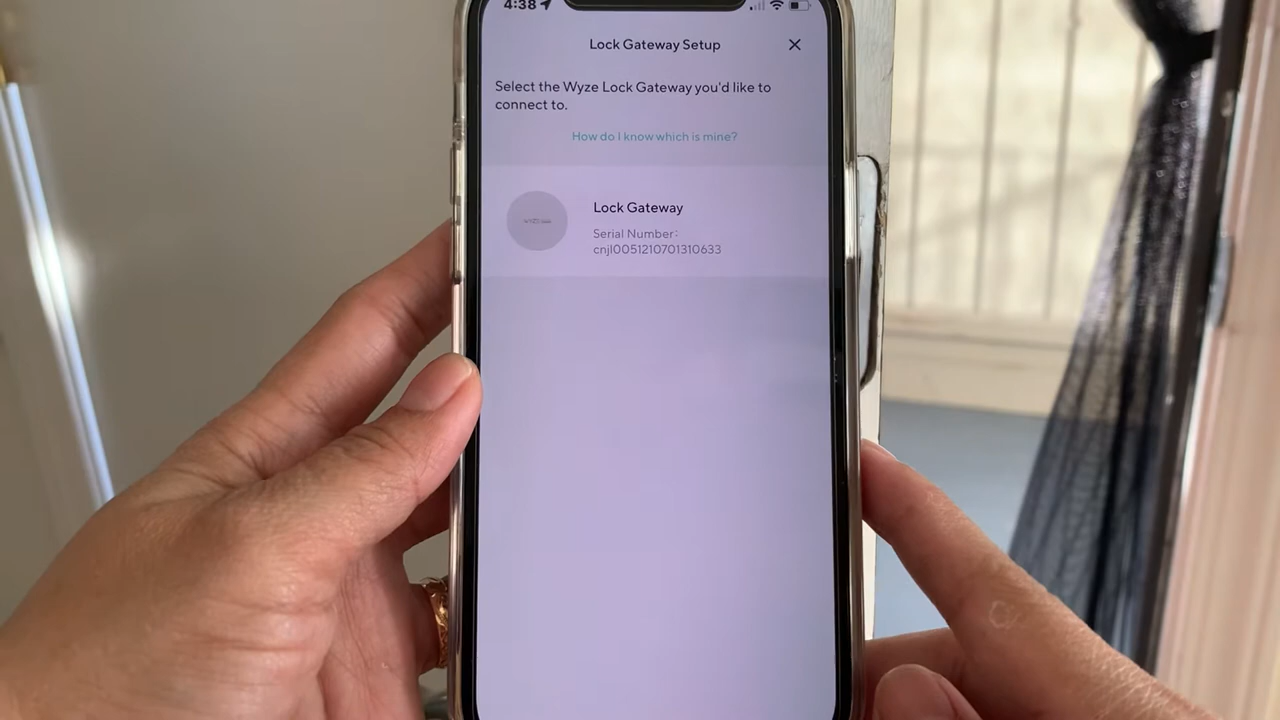 4:38
Lock Gateway Setup
Select the Wyze Lock Gateway you'd like to
connect to.
How do I know which is mine?
Lock Gateway
Serial Number:
cnjl0051210701310633